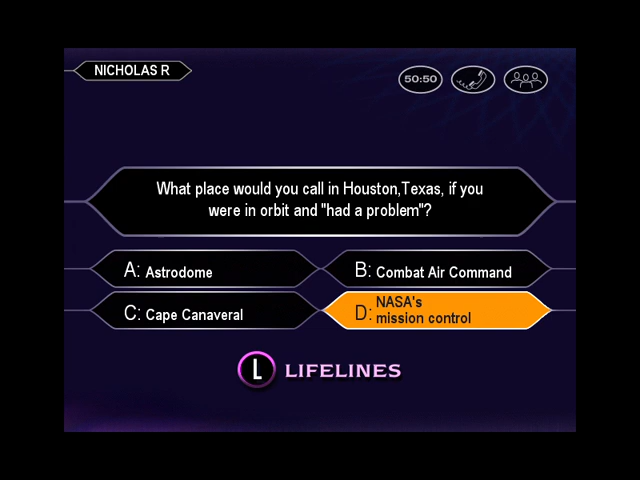 NICHOLAS R
50:50
What place would you call in Houston,Texas, if you
were in orbit and "had a problem"?
A: Astrodome
B: Combat Air Command
C: Cape Canaveral
D: NASA's
mission control
L LIFELINES